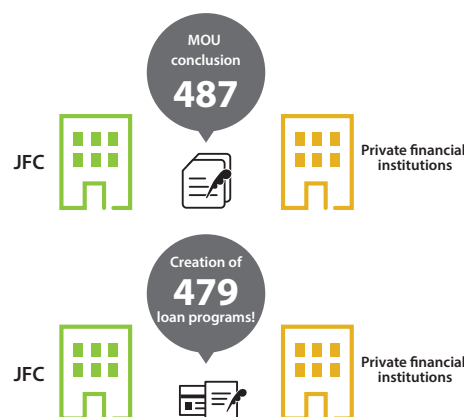 MOU
conclusion
487
JFC
Private financial
institutions
Creation of
479
loan programs!
JFC
Private financial
institutions